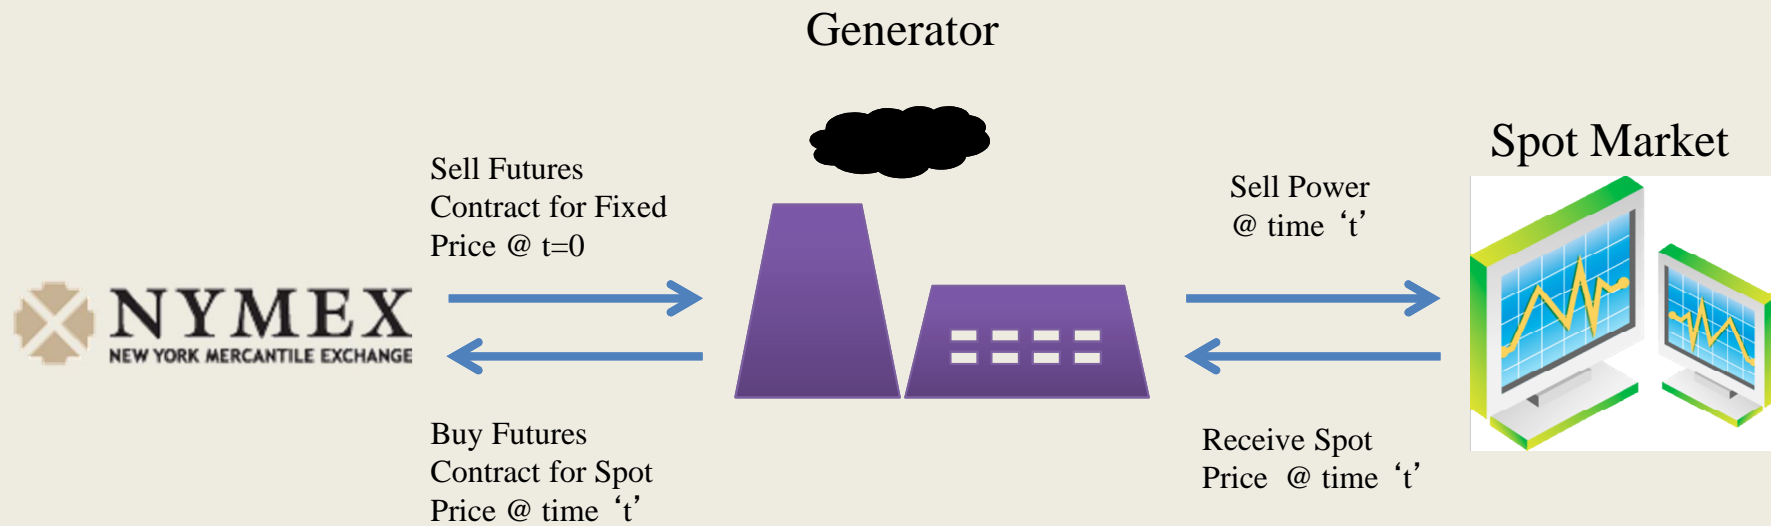 Generator
Spot Market
Sell Futures
Contract for Fixed
Price @ t=0
Sell Power
@ time ‘t’
NYMEX
NEW YORK MERCANTILE EXCHANGE
Buy Futures
Contract for Spot
Price @ time ‘t’
Receive Spot
Price @ time ‘t’